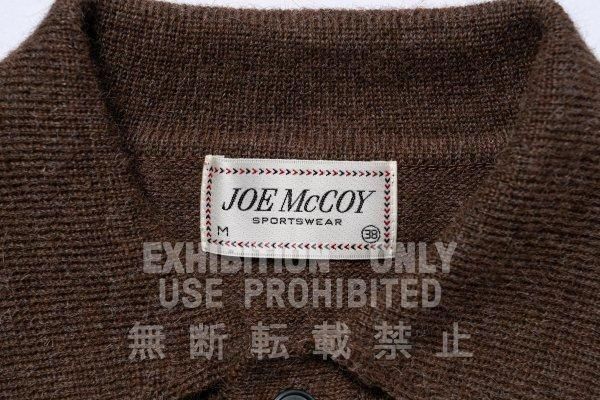 JOE McCOY
SPORTSWEAR
M 38
EXHIBITION ONLY
USE PROHIBITED
無断転載禁止